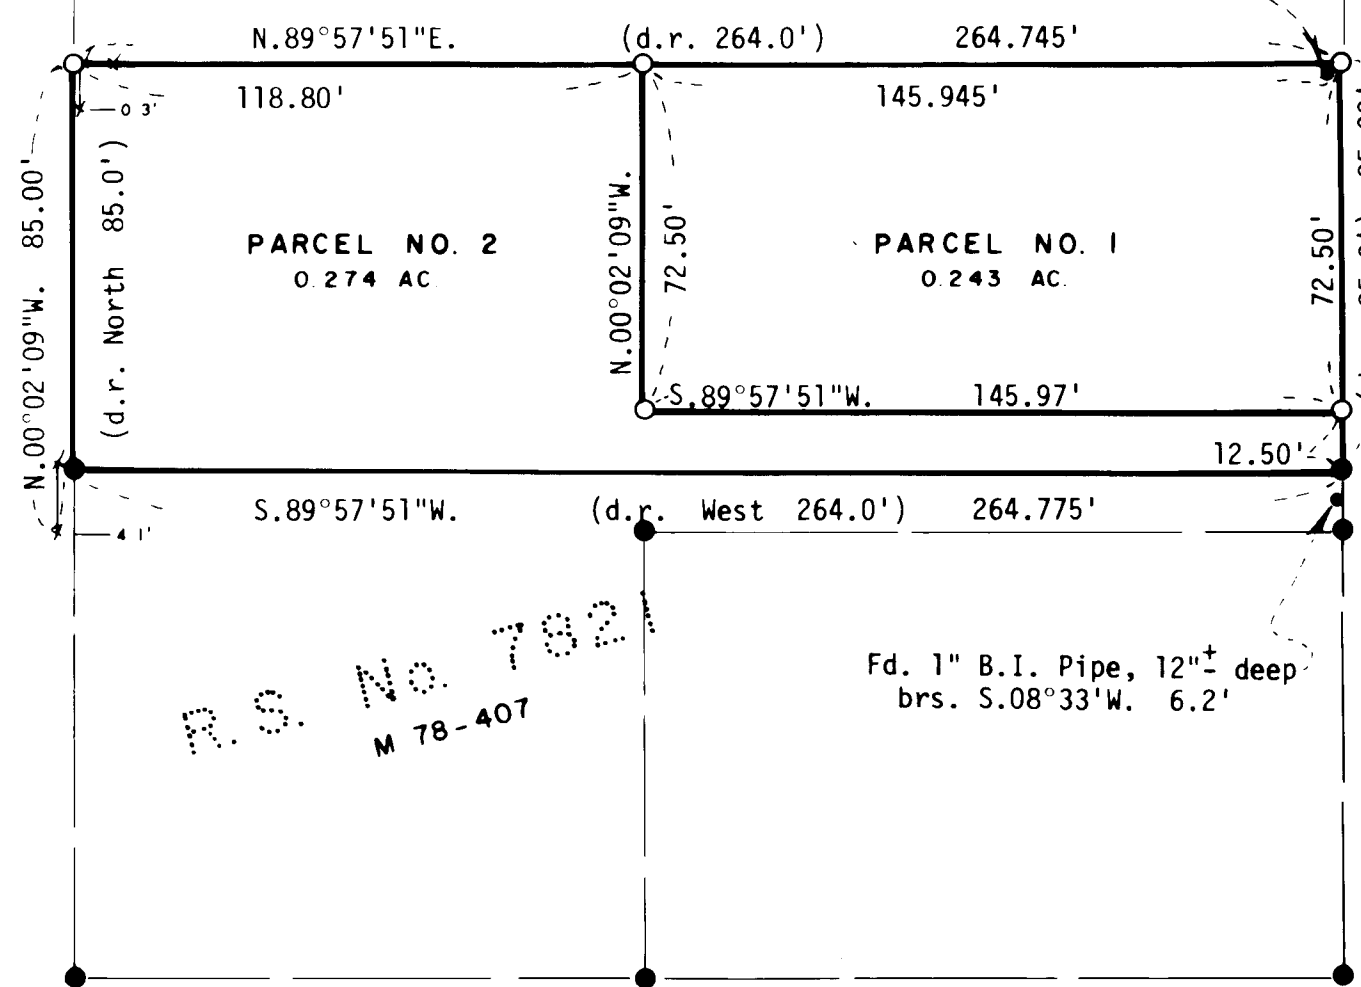 N.89°57'51"E. (d.r. 264.0') 264.745'
118.80' 145.945'
0 3'
N.00°02'09"W. 85.00'
(d.r. North 85.0')
PARCEL NO. 2
0.274 AC.
N.00°02'09"W.
72.50'
PARCEL NO. 1
0.243 AC.
72.50'
S.89°57'51"W. 145.97'
12.50'
S.89°57'51"W. (d.r. West 264.0') 264.775'
4 1'
R.S. No. 7821
M 78-407
Fd. 1" B.I. Pipe, 12"± deep
brs. S.08°33'W. 6.2'